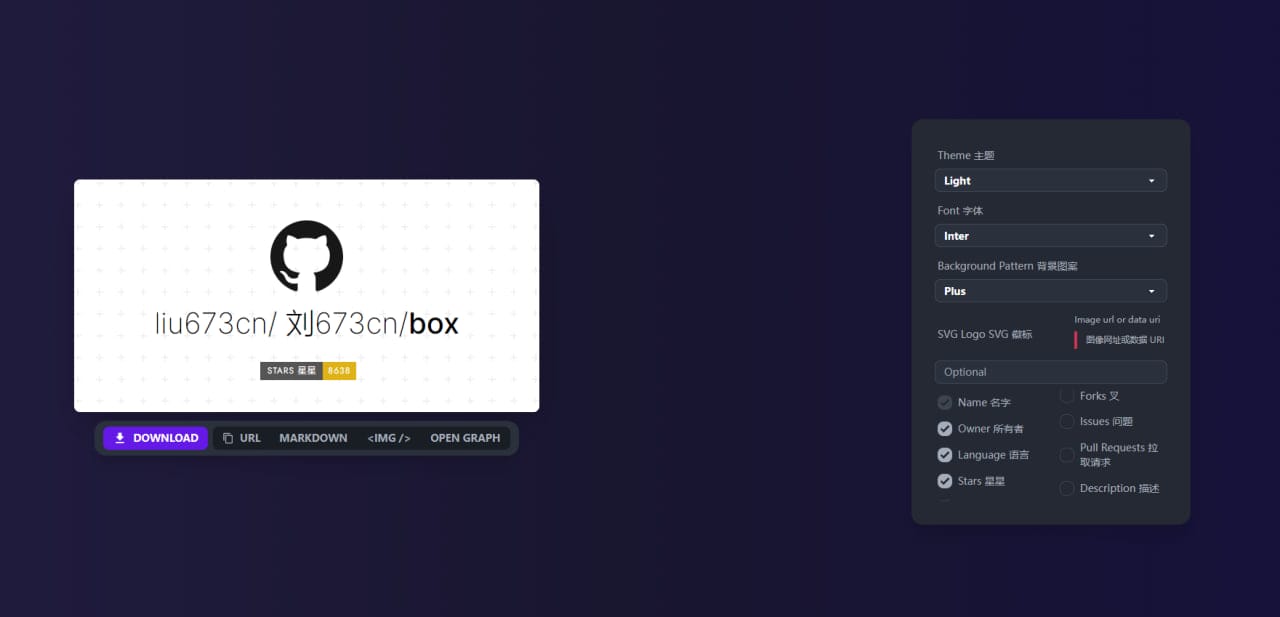 liu673cn/ 刘673cn/box
STARS 星星 8638
DOWNLOAD
URL
MARKDOWN
<IMG />
OPEN GRAPH
Theme 主题
Light
Font 字体
Inter
Background Pattern 背景图案
Plus
SVG Logo SVG 徽标
Image url or data uri
图像网址或数据 URI
Optional
Name 名字
Owner 所有者
Language 语言
Stars 星星
Forks 叉
Issues 问题
Pull Requests 拉
取请求
Description 描述